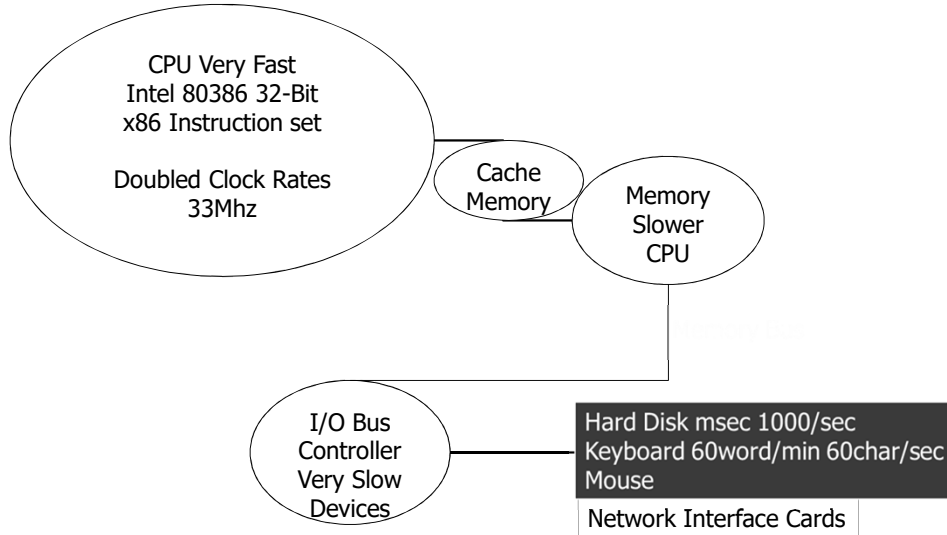 CPU Very Fast
Intel 80386 32-Bit
x86 Instruction set
Doubled Clock Rates
33Mhz
Cache
Memory
Memory
Slower
CPU
I/O Bus
Controller
Very Slow
Devices
Hard Disk msec 1000/sec
Keyboard 60word/min 60char/sec
Mouse
Network Interface Cards